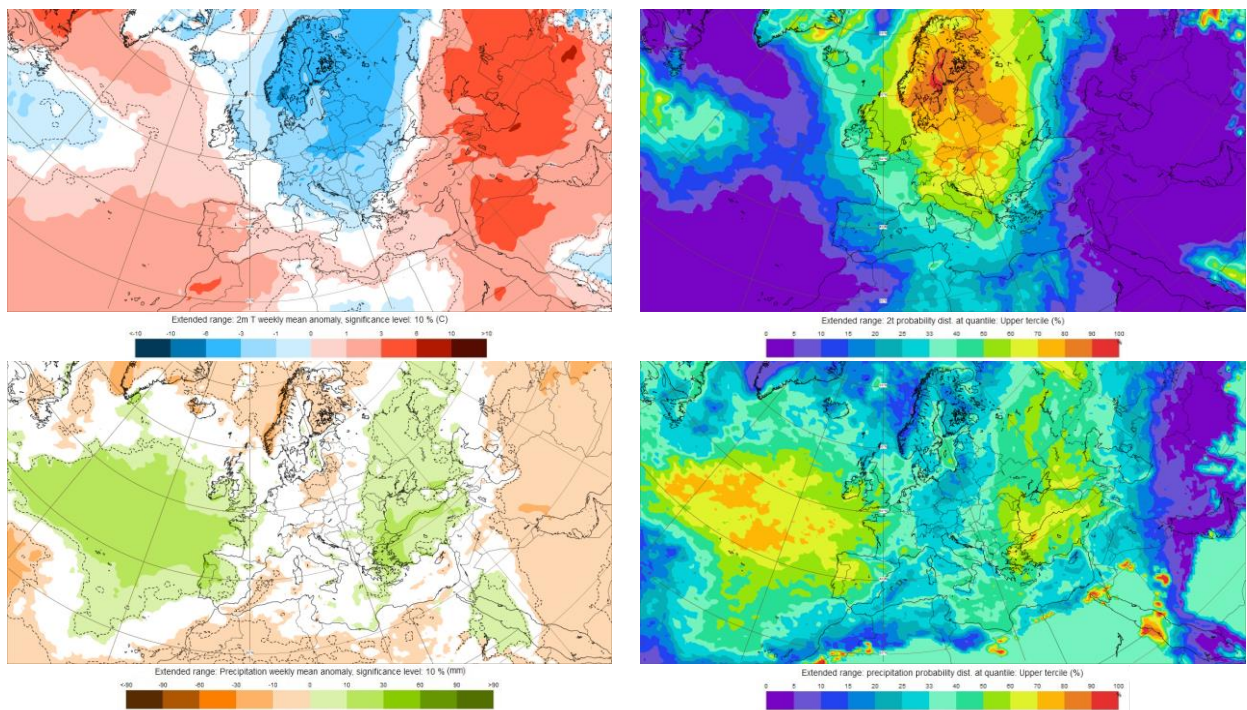 Extended range: 2m T weekly mean anomaly, significance level: 10 % (C)
<-10 -10 -6 -3 -1 0 1 3 6 10 >10
Extended range: 2t probability dist. at quantile: Upper tercile (%)
0 5 10 15 20 25 33 40 50 60 70 80 90 100
%
Extended range: Precipitation weekly mean anomaly, significance level: 10 % (mm)
<-90 -90 -60 -30 -10 0 10 30 60 90 >90
Extended range: precipitation probability dist. at quantile: Upper tercile (%)
0 5 10 15 20 25 33 40 50 60 70 80 90 100
%